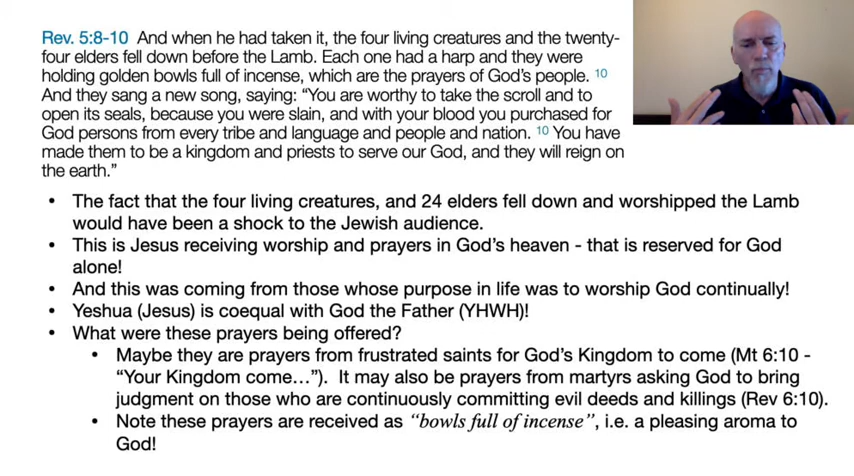 Rev. 5:8-10 And when he had taken it, the four living creatures and the twenty-
four elders fell down before the Lamb. Each one had a harp and they were
holding golden bowls full of incense, which are the prayers of God's people. 10
And they sang a new song, saying: “You are worthy to take the scroll and to
open its seals, because you were slain, and with your blood you purchased for
God persons from every tribe and language and people and nation. 10 You have
made them to be a kingdom and priests to serve our God, and they will reign on
the earth.”
• The fact that the four living creatures, and 24 elders fell down and worshipped the Lamb
would have been a shock to the Jewish audience.
• This is Jesus receiving worship and prayers in God's heaven - that is reserved for God
alone!
• And this was coming from those whose purpose in life was to worship God continually!
• Yeshua (Jesus) is coequal with God the Father (YHWH)!
• What were these prayers being offered?
• Maybe they are prayers from frustrated saints for God's Kingdom to come (Mt 6:10 -
“Your Kingdom come…”). It may also be prayers from martyrs asking God to bring
judgment on those who are continuously committing evil deeds and killings (Rev 6:10).
• Note these prayers are received as “bowls full of incense”, i.e. a pleasing aroma to
God!